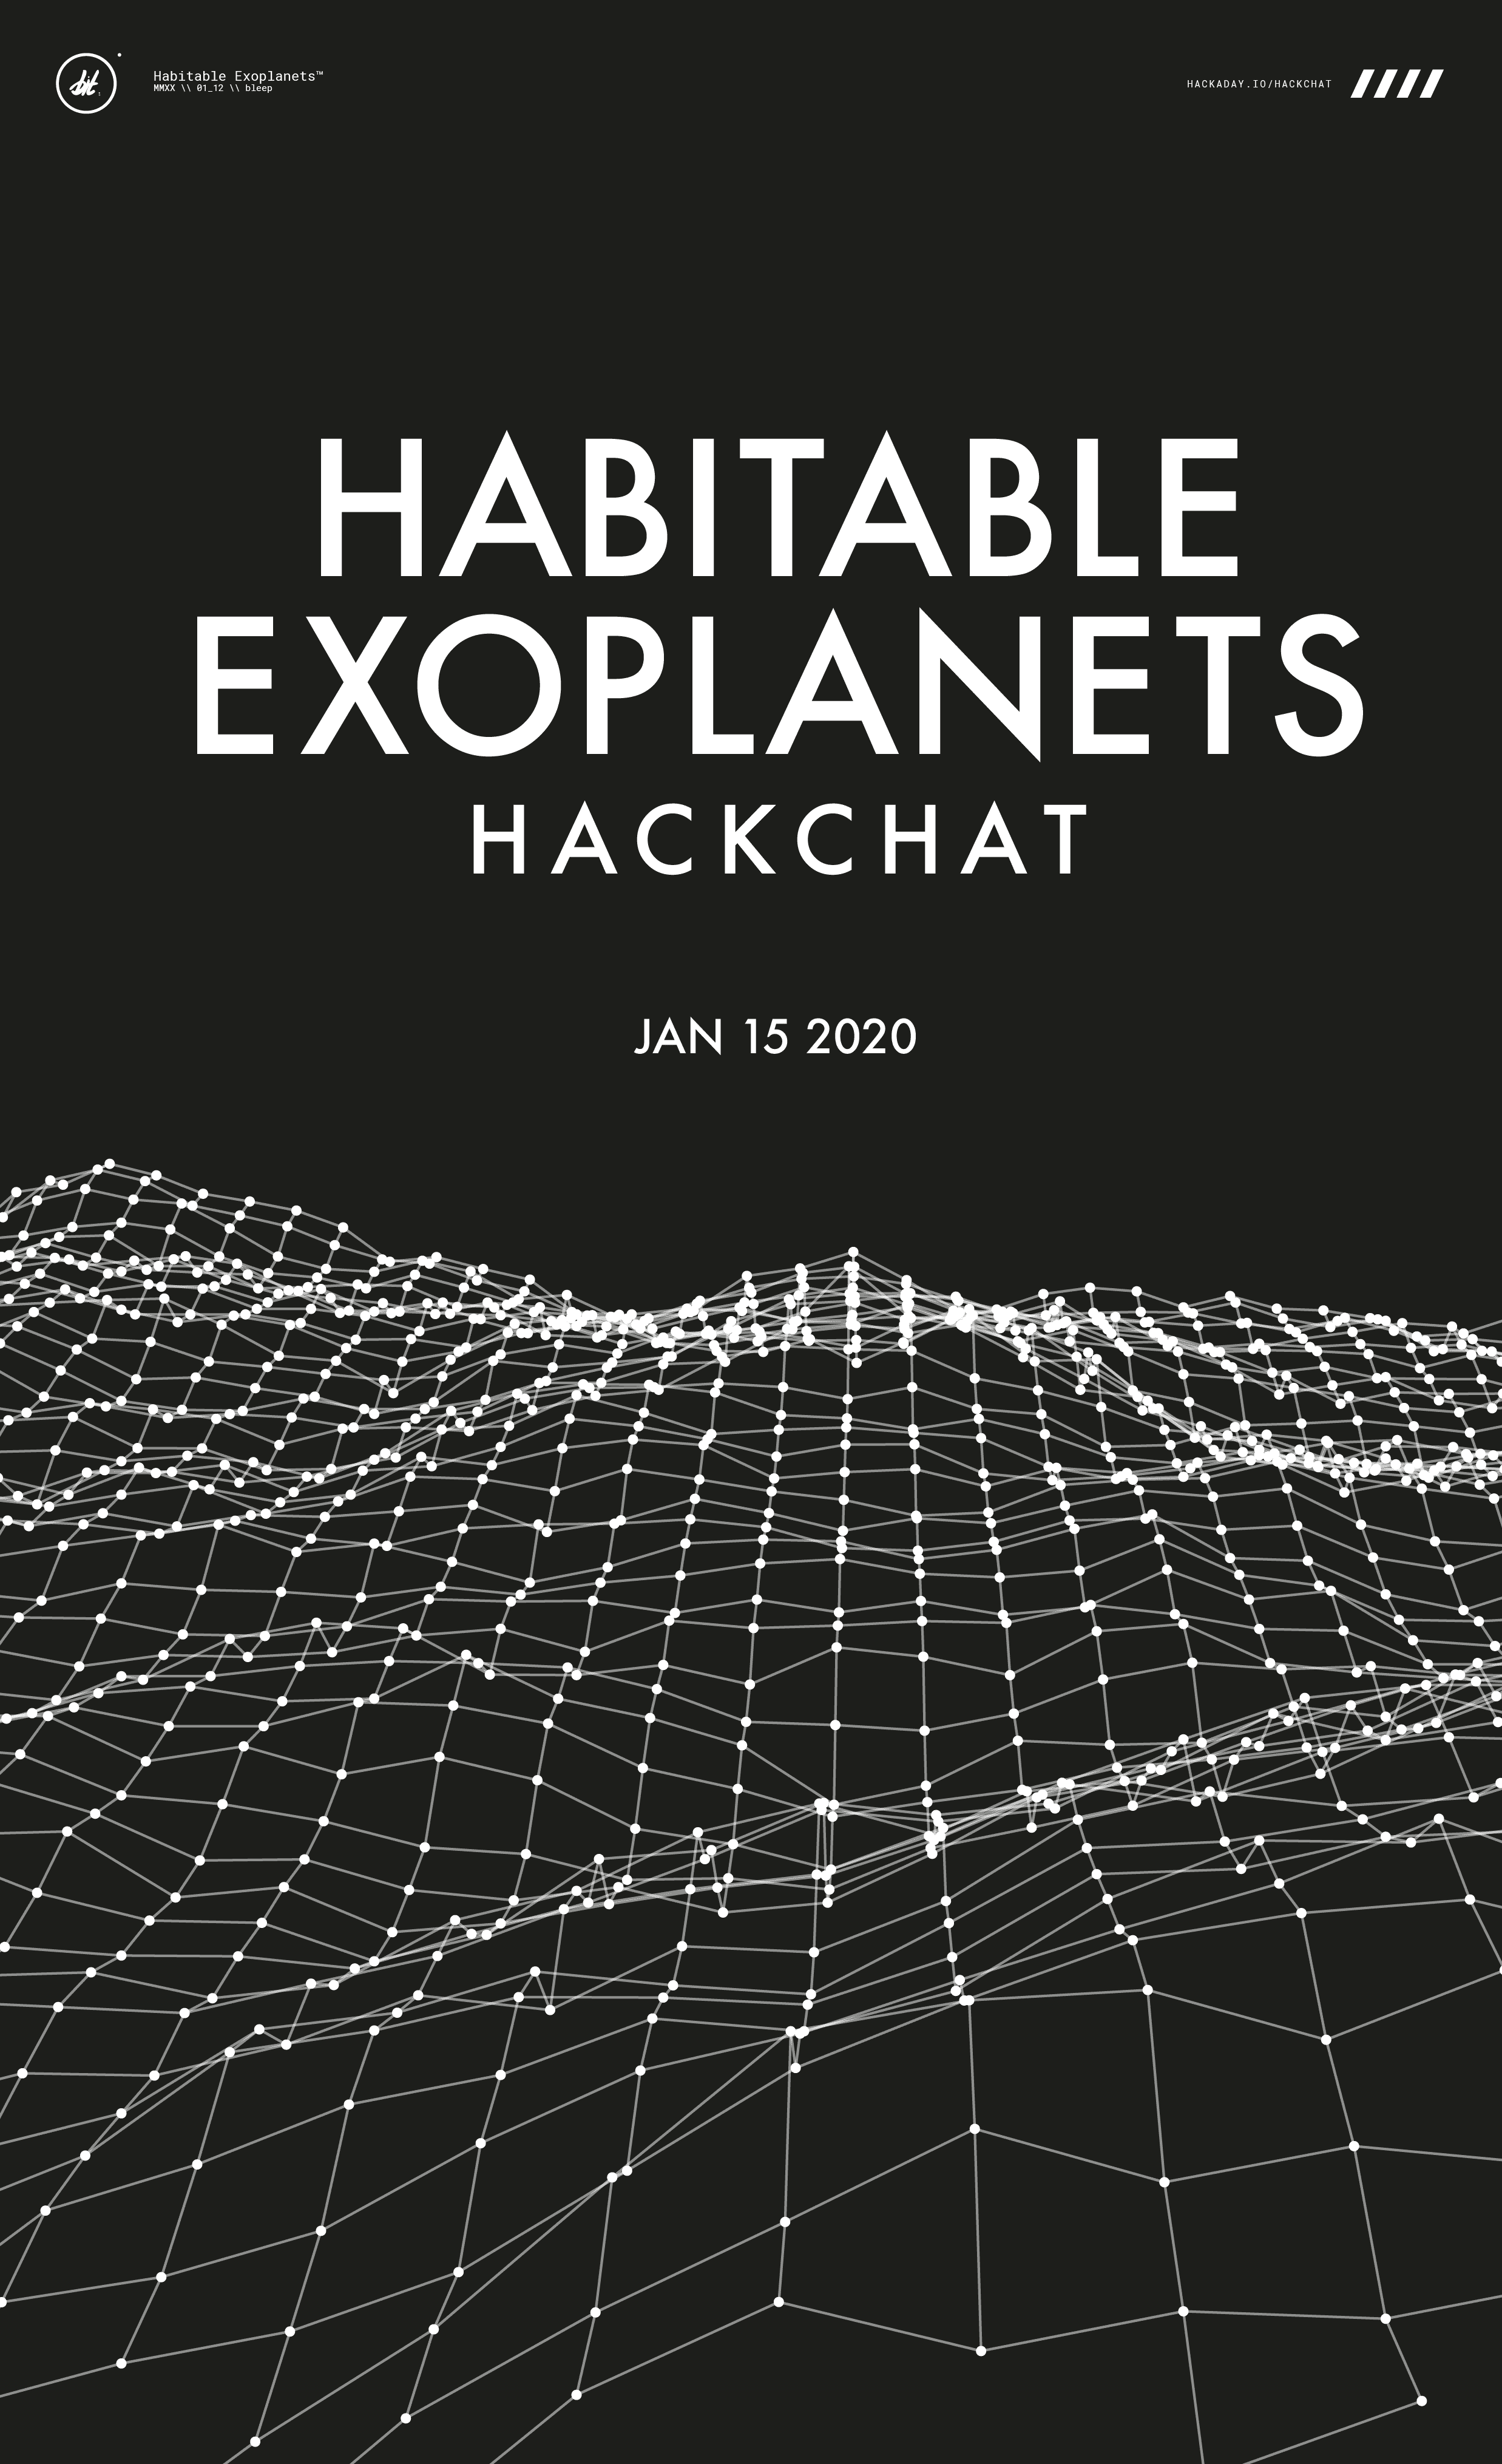 Habitable Exoplanets™
MMXX \\ 01_12 \\ bleep
HACKADAY.IO/HACKCHAT
HABITABLE
EXOPLANETS
HACKCHAT
JAN 15 2020